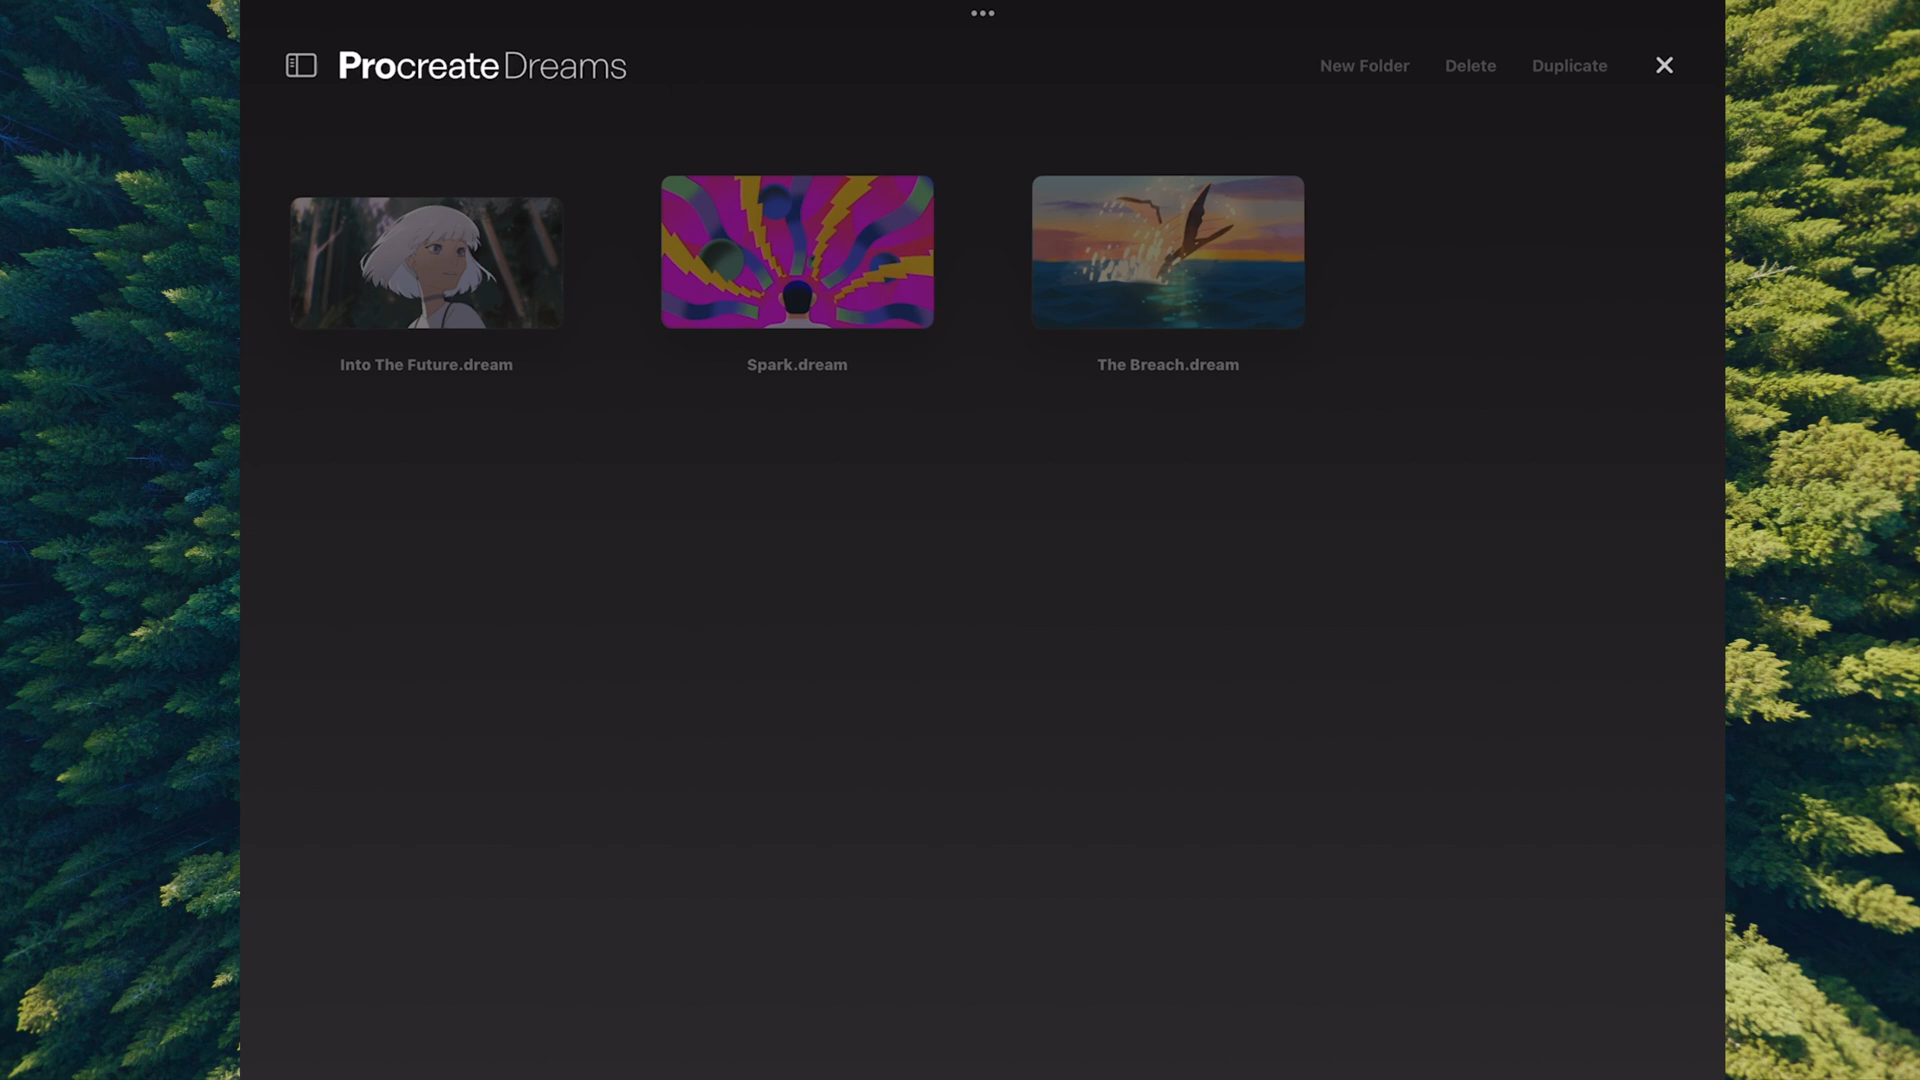 Procreate Dreams
New Folder
Delete
Duplicate
Into The Future.dream
Spark.dream
The Breach.dream